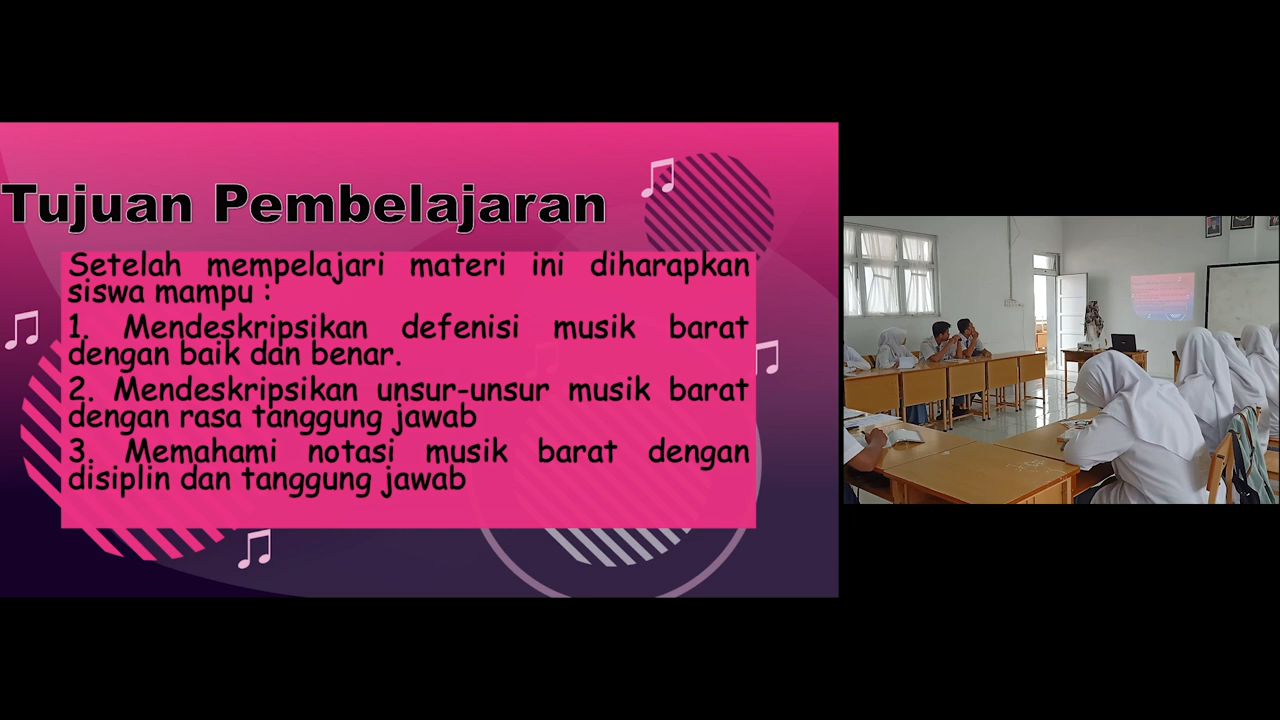 Tujuan Pembelajaran
Setelah mempelajari materi ini diharapkan
siswa mampu :
1. Mendeskripsikan defenisi musik barat
dengan baik dan benar.
2. Mendeskripsikan unsur-unsur musik barat
dengan rasa tanggung jawab
3. Memahami notasi musik barat dengan
disiplin dan tanggung jawab